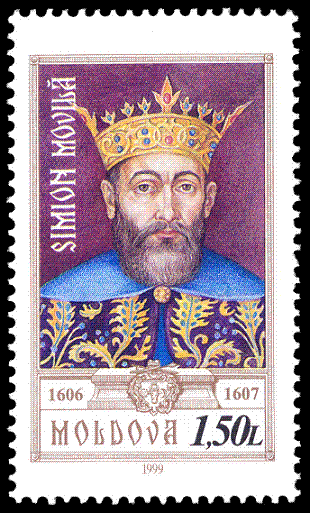 SIMION MOVILĂ
1606 1607
MOLDOVA 1,50L
1999